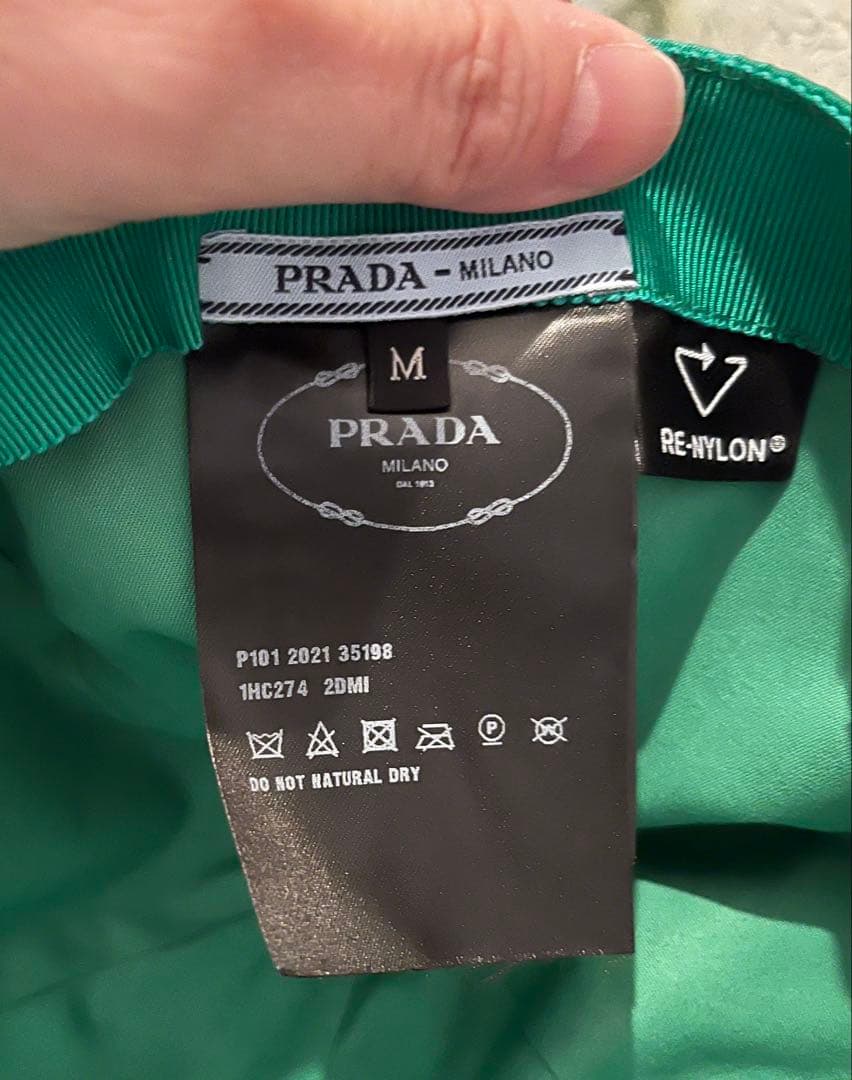 PRADA - MILANO
M
PRADA
MILANO
DAL 1913
RE-NYLON®
P101 2021 35198
1HC274 2DMI
P
W
DO NOT NATURAL DRY